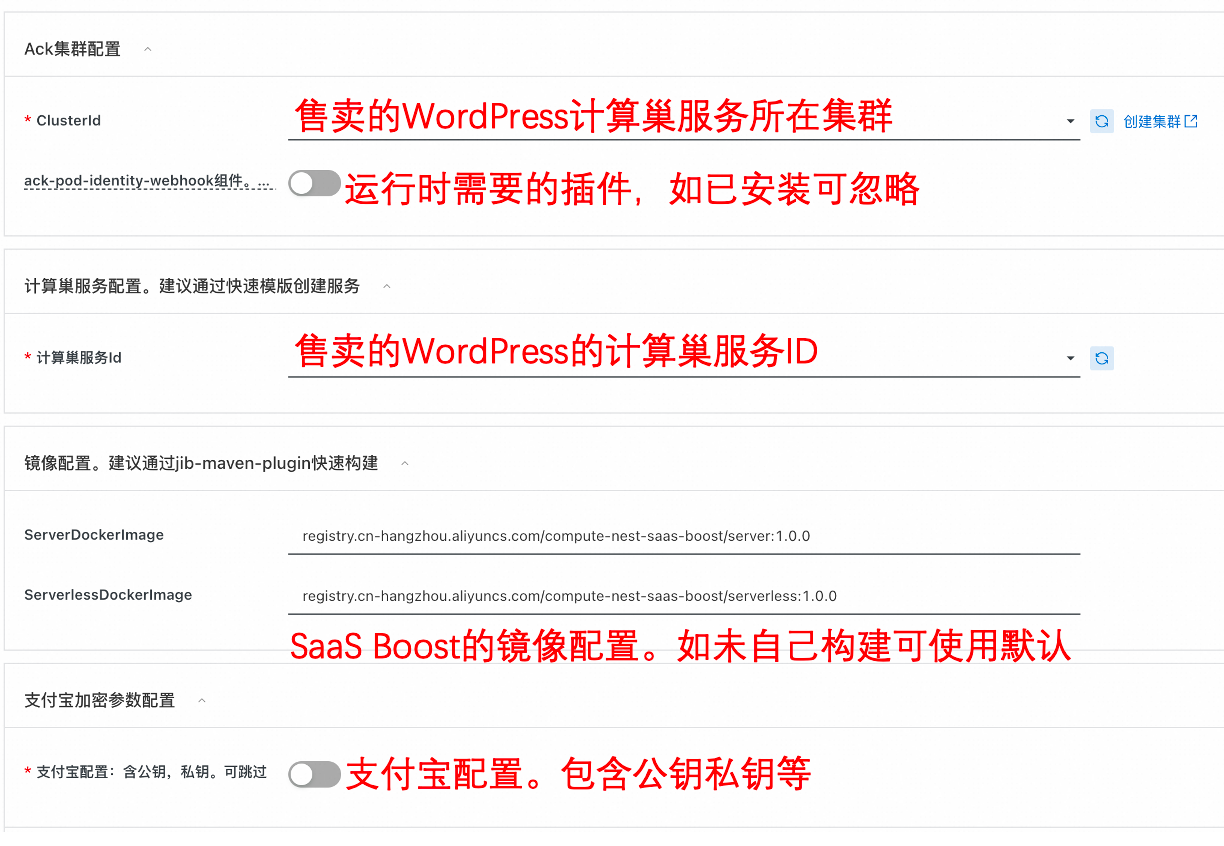 Ack集群配置
* ClusterId
售卖的WordPress计算巢服务所在集群
创建集群
ack-pod-identity-webhook组件。...
运行时需要的插件，如已安装可忽略
计算巢服务配置。建议通过快速模版创建服务
* 计算巢服务Id
售卖的WordPress的计算巢服务ID
镜像配置。建议通过jib-maven-plugin快速构建
ServerDockerImage
registry.cn-hangzhou.aliyuncs.com/compute-nest-saas-boost/server:1.0.0
ServerlessDockerImage
registry.cn-hangzhou.aliyuncs.com/compute-nest-saas-boost/serverless:1.0.0
SaaS Boost的镜像配置。如未自己构建可使用默认
支付宝加密参数配置
* 支付宝配置：含公钥，私钥。可跳过
支付宝配置。包含公钥私钥等